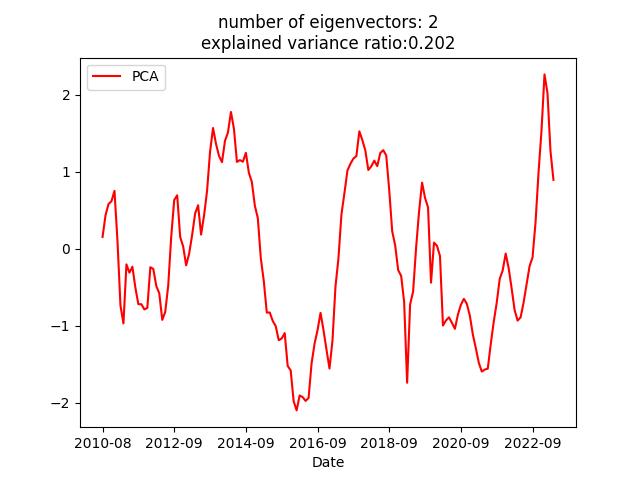 number of eigenvectors: 2
explained variance ratio:0.202
PCA
2
1
0
−1
−2
2010-08 2012-09 2014-09 2016-09 2018-09 2020-09 2022-09
Date